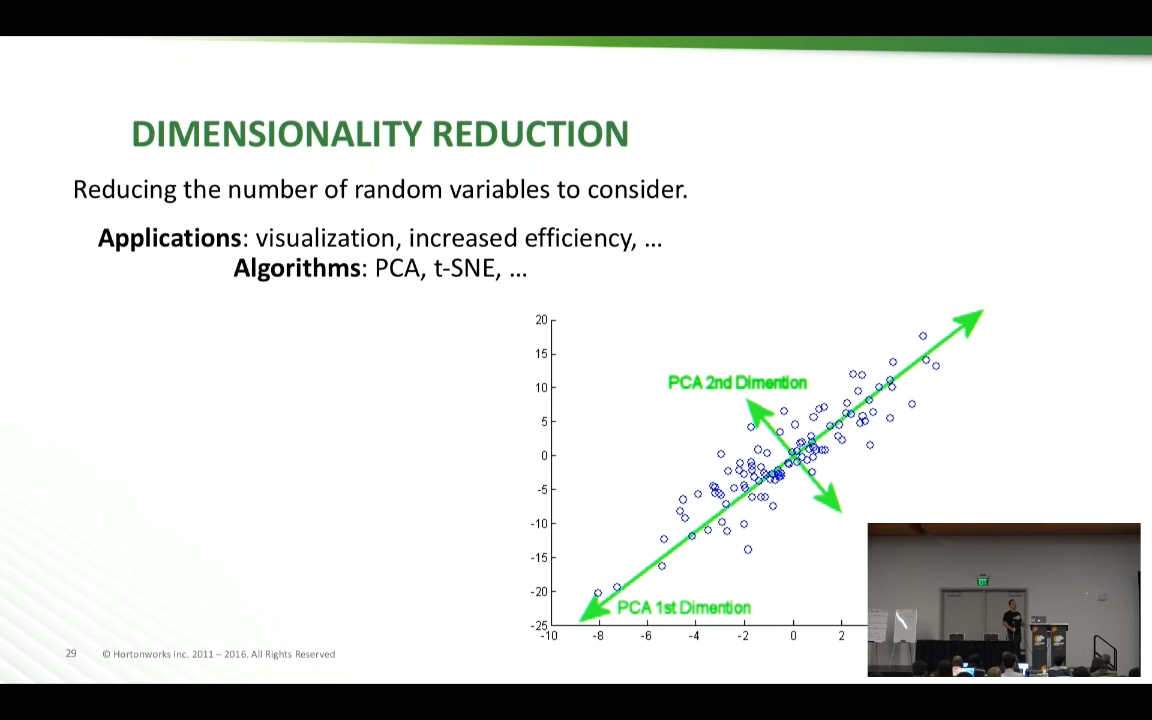 DIMENSIONALITY REDUCTION
Reducing the number of random variables to consider.
Applications: visualization, increased efficiency, ...
Algorithms: PCA, t-SNE, ...
20
15
10
5
0
-5
-10
-15
-20
-25
PCA 2nd Dimention
PCA 1st Dimention
-10 -8 -6 -4 -2 0 2
29 © Hortonworks Inc. 2011 – 2016. All Rights Reserved